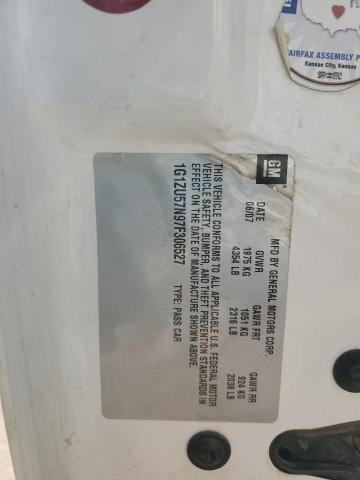 FAIRFAX ASSEMBLY P
Kansas City, Kansas
GM
MFD BY GENERAL MOTORS CORP.
DATE GVWR GAWR FRT GAWR RR
06/07 1975 KG 1051 KG 924 KG
4354 LB 2316 LB 2038 LB
THIS VEHICLE CONFORMS TO ALL APPLICABLE U.S. FEDERAL MOTOR
VEHICLE SAFETY, BUMPER, AND THEFT PREVENTION STANDARDS IN
EFFECT ON THE DATE OF MANUFACTURE SHOWN ABOVE.
1G1ZU57N97F306527 TYPE: PASS CAR